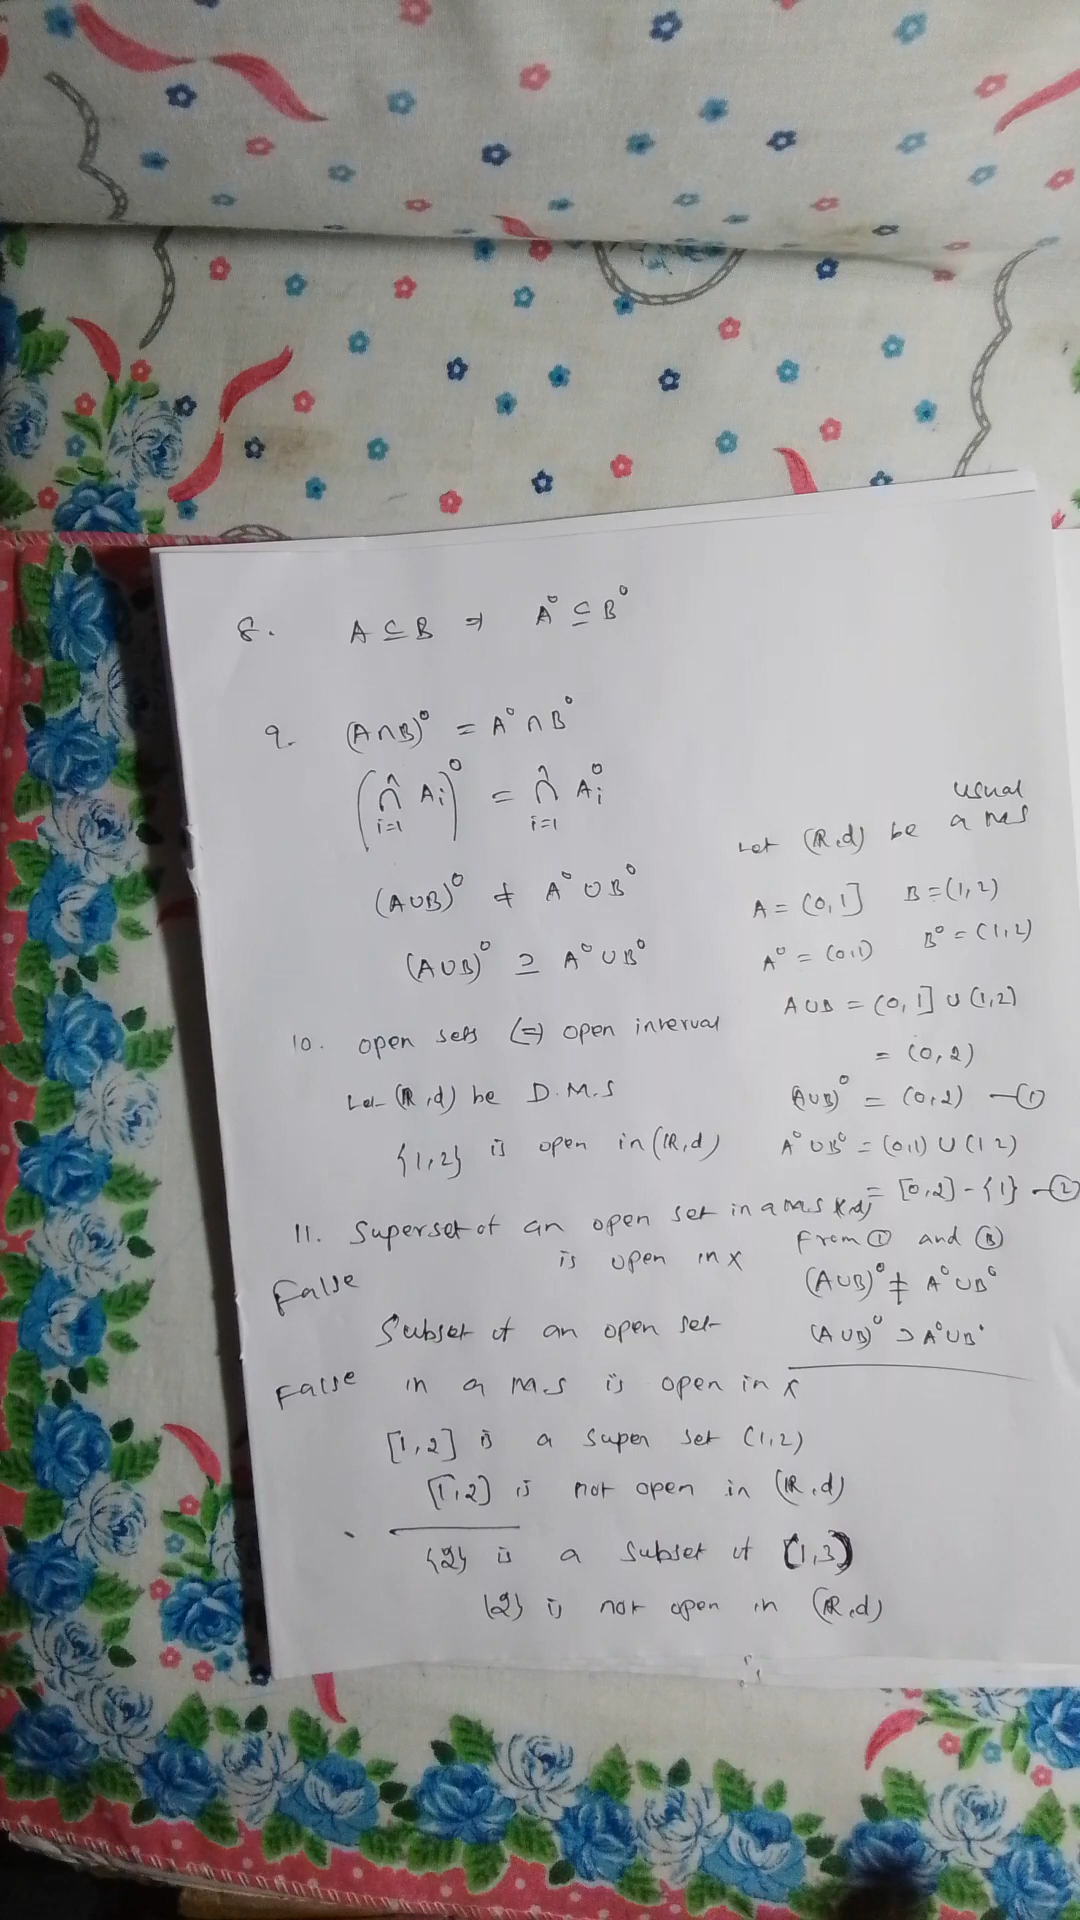 8. A ⊆ B ⇒ A° ⊆ B°
9. (A∩B)° = A° ∩ B°
(∩ i=1 n Ai)° = ∩ i=1 n Ai°
(A∪B)° ≠ A° ∪ B°
(A∪B)° ⊇ A° ∪ B°
10. open sets ⇔ open interval
Let (ℝ,d) be D.M.S
{1,2} is open in (ℝ,d)
11. Superset of an open set in a M.S (X,d)
is open in X
False
Subset of an open set
False in a M.S is open in X
[1,2] is a super set (1,2)
[1,2] is not open in (ℝ,d)
{2} is a subset of (1,3)
{2} is not open in (ℝ,d)
usual
Let (ℝ,d) be a MS
A = (0,1] B = (1,2)
A° = (0,1) B° = (1,2)
A∪B = (0,1] ∪ (1,2)
= (0,2)
(A∪B)° = (0,2) —①
A°∪B° = (0,1) ∪ (1 2)
= [0,2] - {1} —②
From ① and ②
(A∪B)° ≠ A°∪B°
(A∪B)° ⊃ A°∪B°